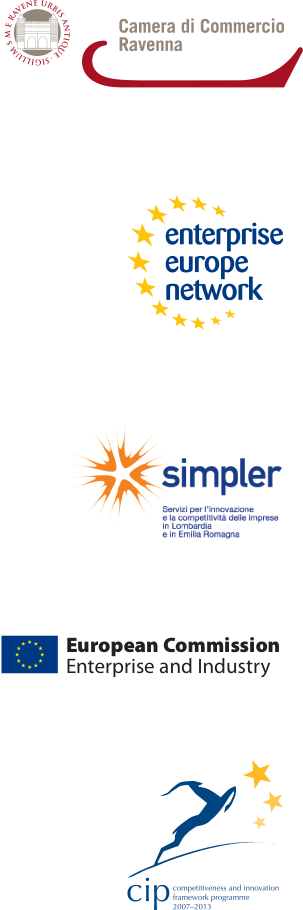 SIGILLUM S M E RAVENE URBIS ANTIQUE
Camera di Commercio
Ravenna
enterprise
europe
network
simpler
Servizi per l'innovazione
e la competitività delle imprese
in Lombardia
e in Emilia Romagna
European Commission
Enterprise and Industry
cip
competitiveness and innovation
framework programme
2007–2013